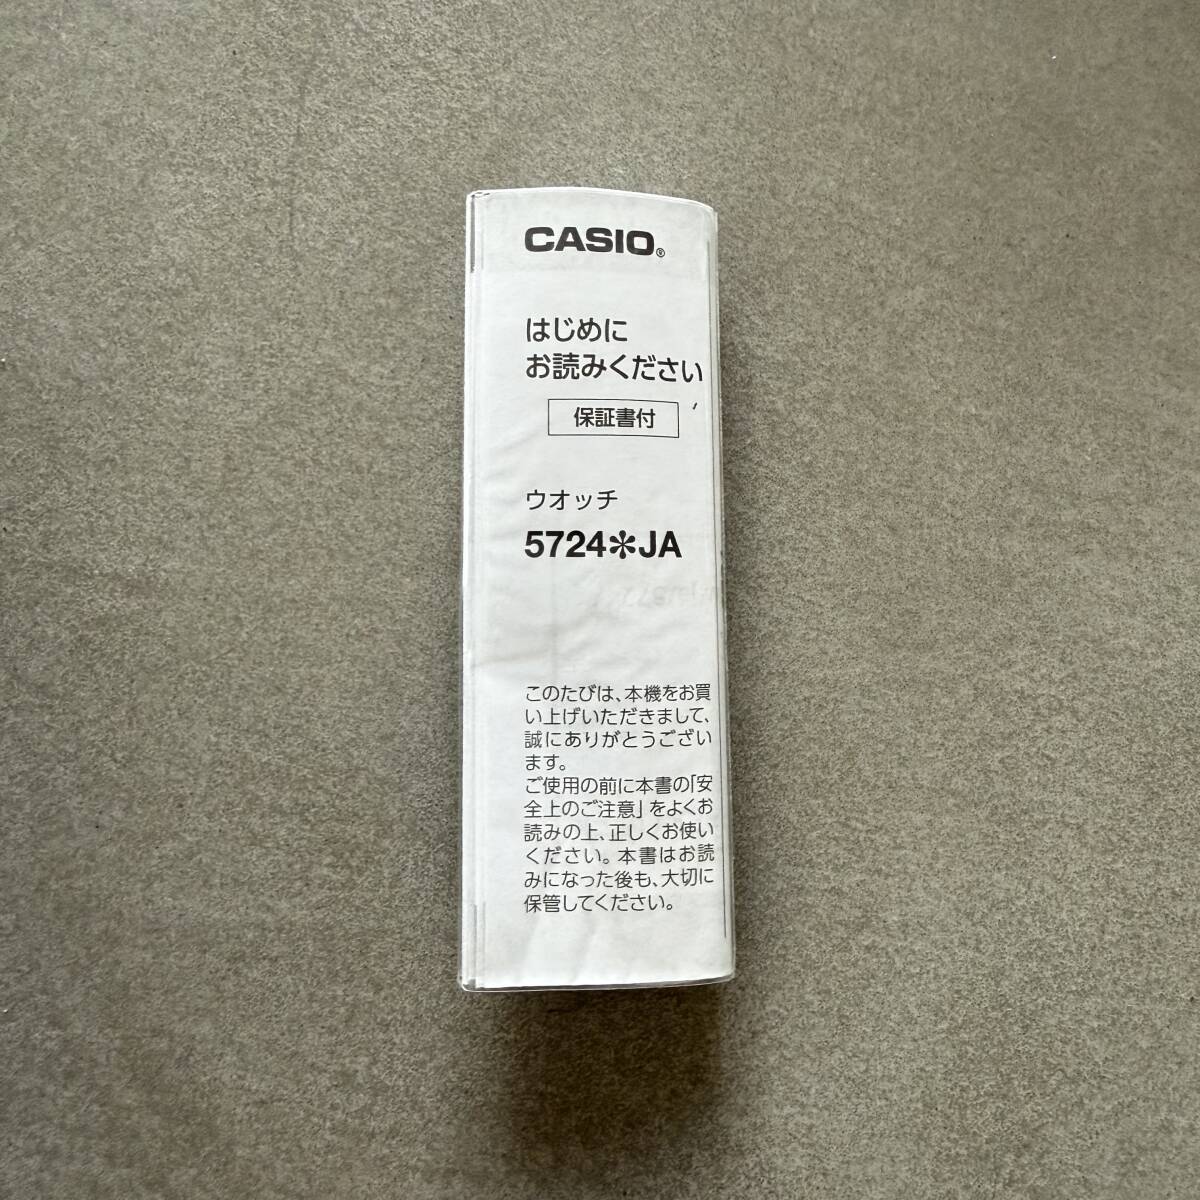 CASIO®
はじめに
お読みください
保証書付
ウオッチ
5724✻JA
このたびは、本機をお買
い上げいただきまして、
誠にありがとうござい
ます。
ご使用の前に本書の「安
全上のご注意」をよくお
読みの上、正しくお使い
ください。本書はお読
みになった後も、大切に
保管してください。